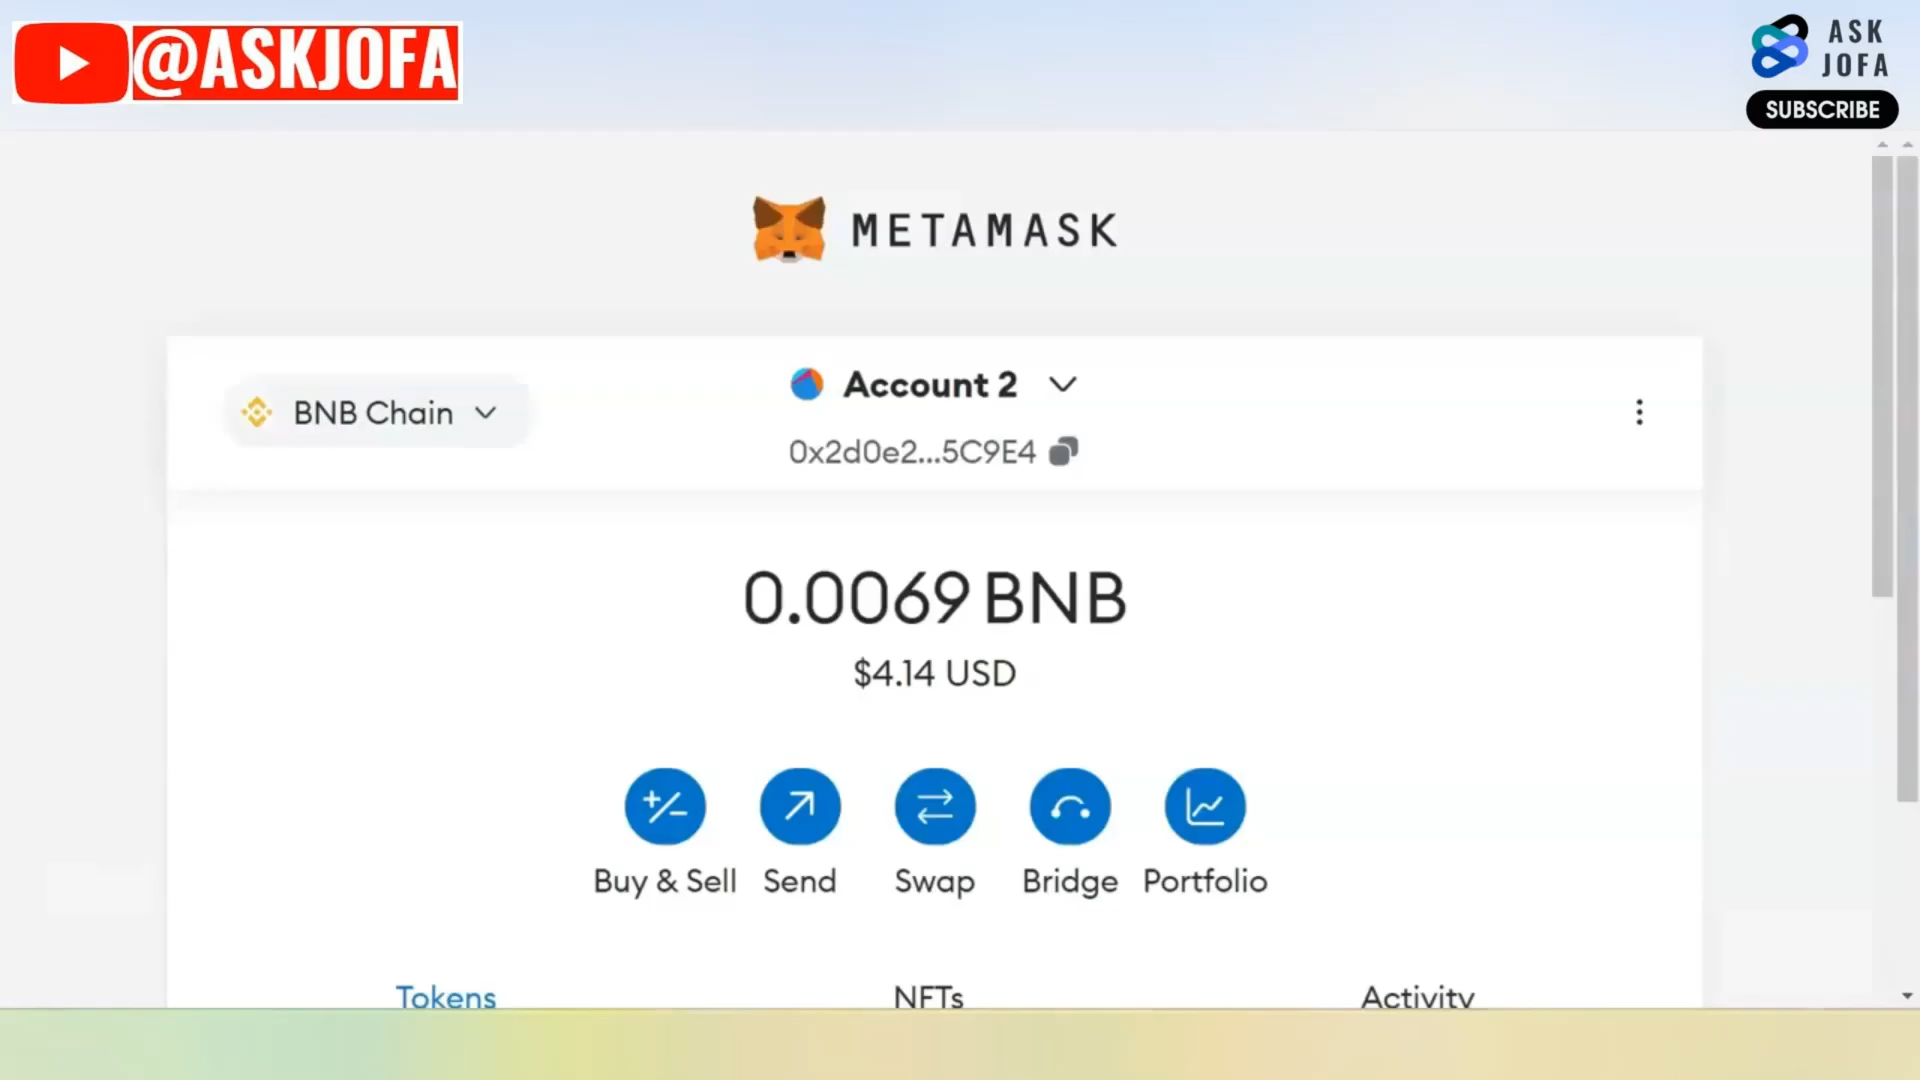 @ASKJOFA
ASK
JOFA
SUBSCRIBE
METAMASK
BNB Chain
Account 2
0x2d0e2...5C9E4
0.0069 BNB
$4.14 USD
Buy & Sell
Send
Swap
Bridge
Portfolio
Tokens
NFTs
Activity